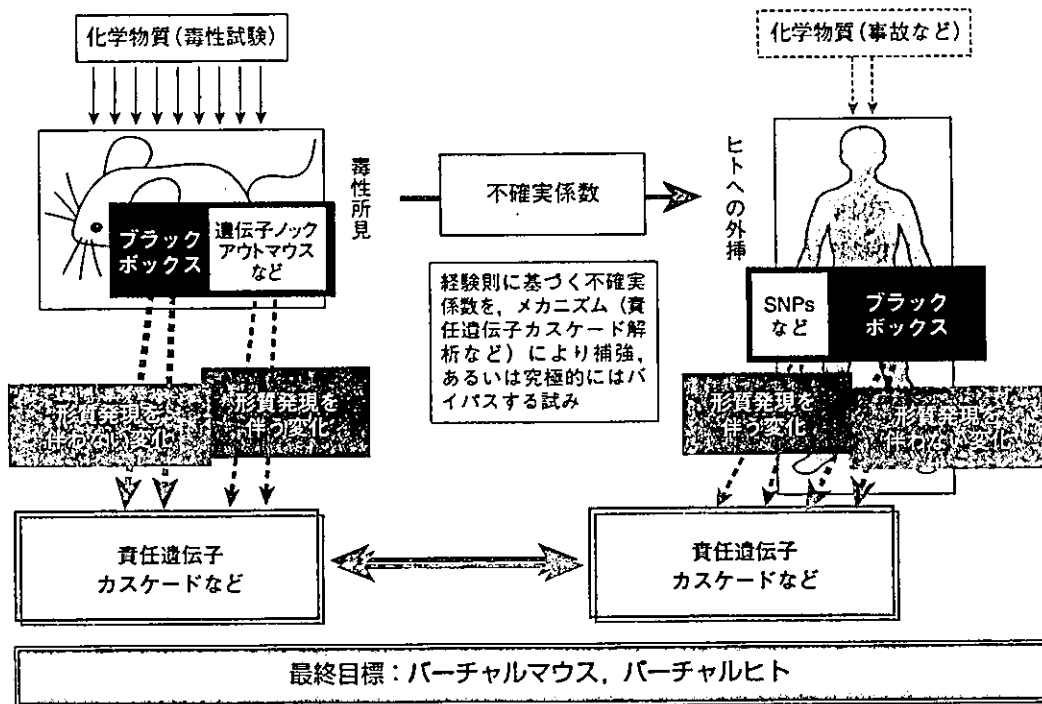 化学物質(毒性試験)
化学物質(事故など)
毒性所見
不確実係数
ヒトへの外挿
ブラック
ボックス
遺伝子ノック
アウトマウス
など
経験則に基づく不確実
係数を,メカニズム(責
任遺伝子カスケード解
析など)により補強,
あるいは究極的にはバ
イパスする試み
SNPs
など
ブラック
ボックス
形質発現を
伴わない変化
形質発現を
伴う変化
形質発現を
伴う変化
形質発現を
伴わない変化
責任遺伝子
カスケードなど
責任遺伝子
カスケードなど
最終目標:バーチャルマウス,バーチャルヒト